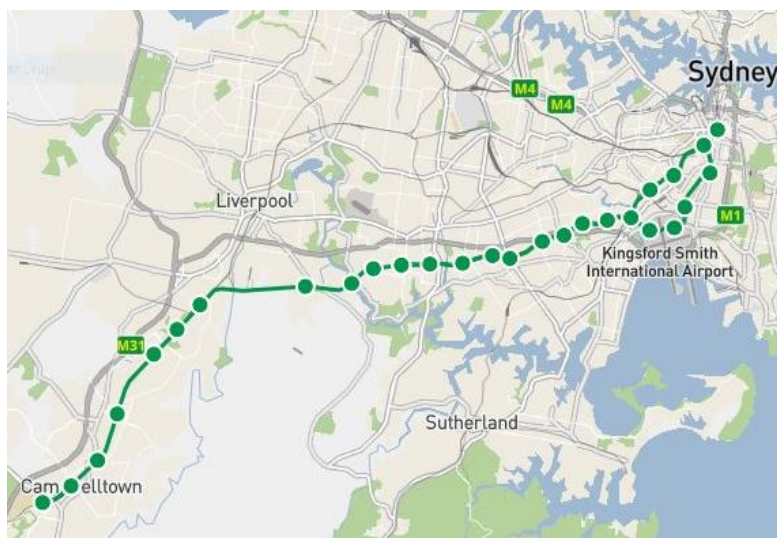 Sydney
M4
M4
Liverpool
M1
Kingsford Smith
International Airport
M31
Sutherland
Cam elltown